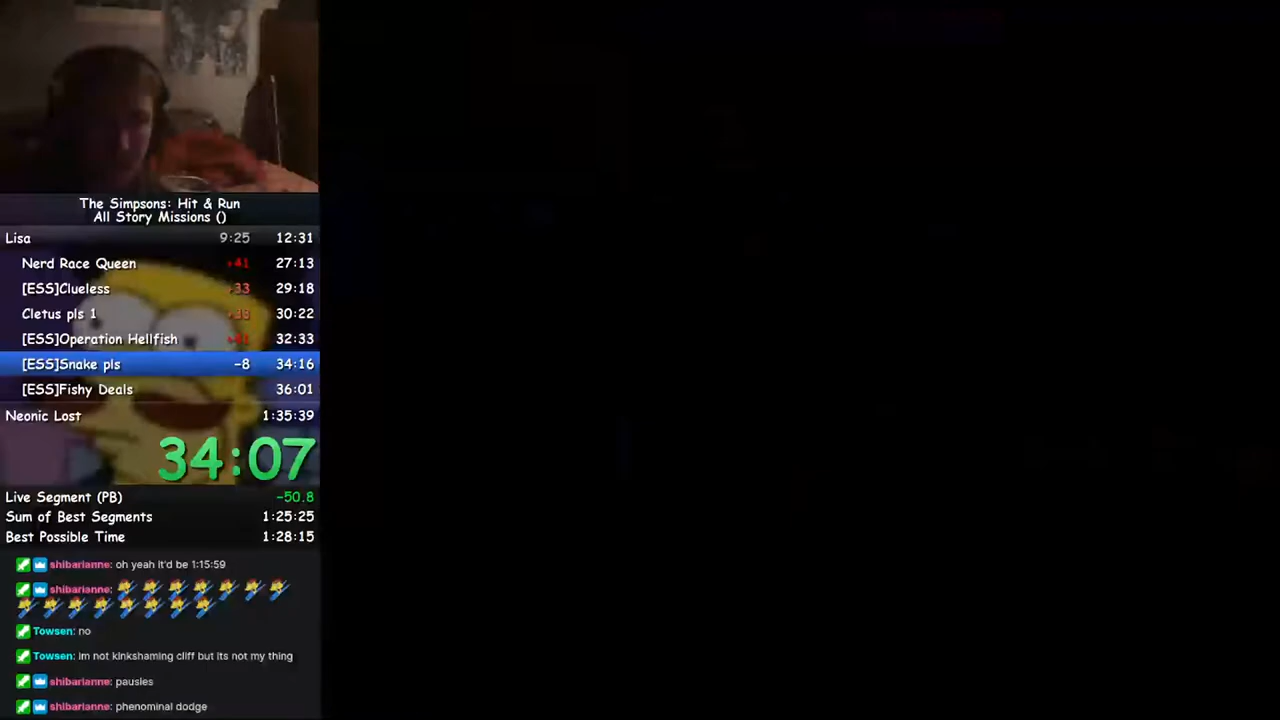 The Simpsons: Hit & Run
All Story Missions ()
Lisa 9:25 12:31
Nerd Race Queen +41 27:13
[ESS]Clueless +33 29:18
Cletus pls 1 +33 30:22
[ESS]Operation Hellfish +41 32:33
[ESS]Snake pls -8 34:16
[ESS]Fishy Deals 36:01
Neonic Lost 1:35:39
34:07
Live Segment (PB) -50.8
Sum of Best Segments 1:25:25
Best Possible Time 1:28:15
shibarianne: oh yeah it'd be 1:15:59
shibarianne:
Towsen: no
Towsen: im not kinkshaming cliff but its not my thing
shibarianne: pausies
shibarianne: phenominal dodge